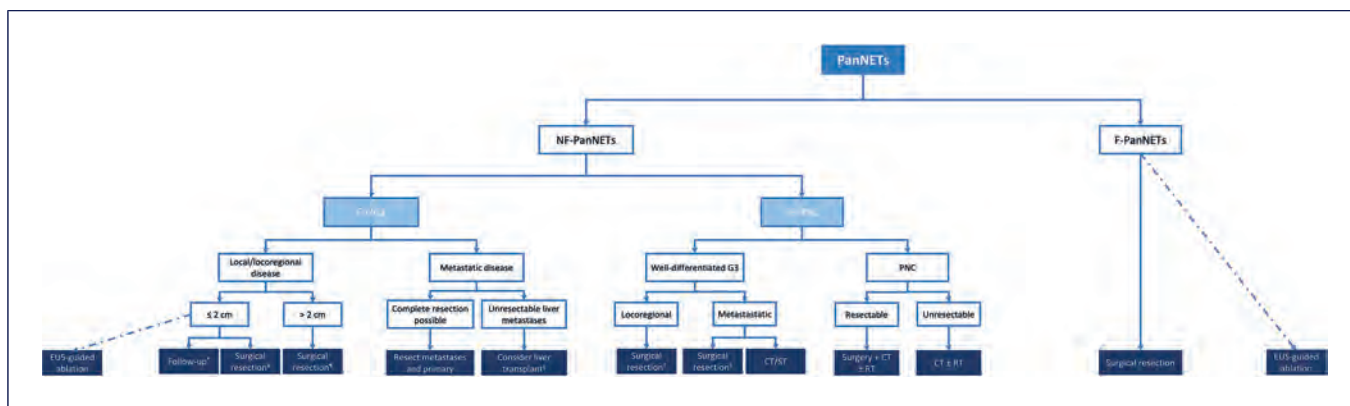 PanNETs
NF-PanNETs
F-PanNETs
Local/locoregional
disease
Metastatic disease
Well-differentiated G3
PNC
≤ 2 cm
> 2 cm
Complete resection
possible
Unresectable liver
metastases
Locoregional
Metastastatic
Resectable
Unresectable
EUS-guided
ablation
Follow-up
Surgical
resection
Surgical
resection
Resect metastases
and primary
Consider liver
transplant
Surgical
resection
Surgical
resection
CT/ST
Surgery + CT
± RT
CT ± RT
Surgical resection
EUS-guided
ablation